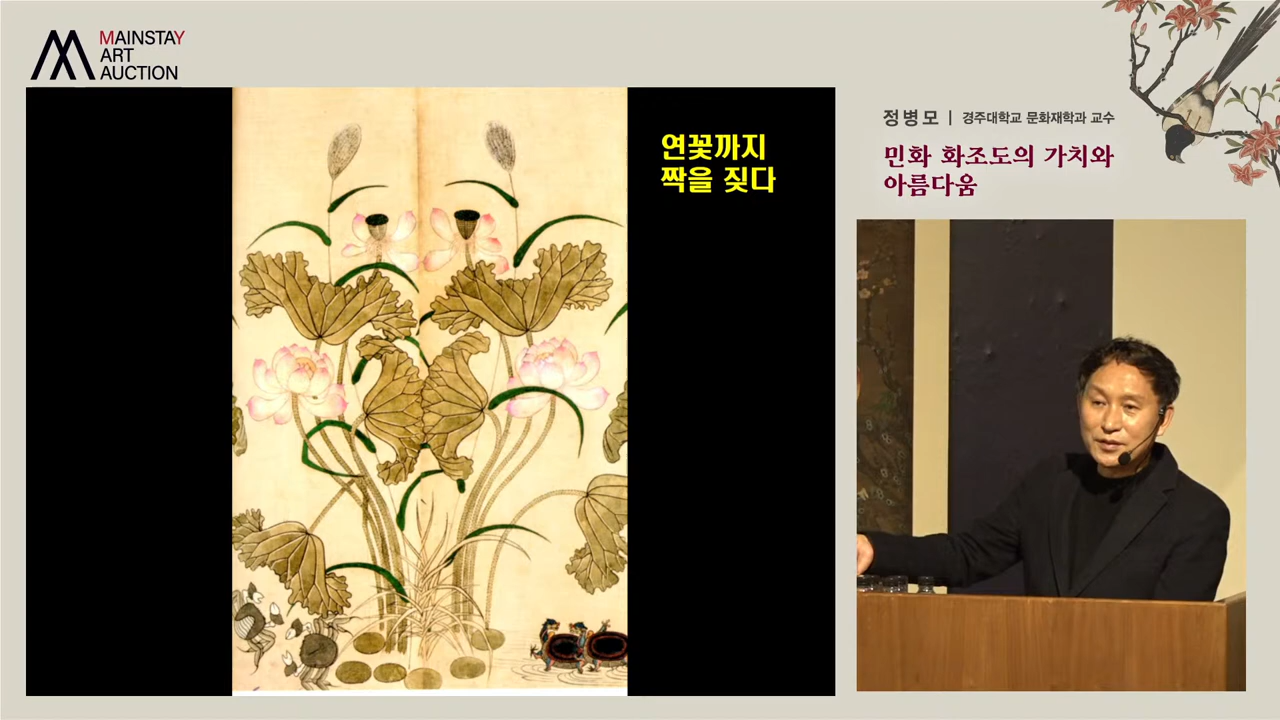 MAINSTAY
ART
AUCTION
정병모 | 경주대학교 문화재학과 교수
민화 화조도의 가치와
아름다움
연꽃까지
짝을 짓다